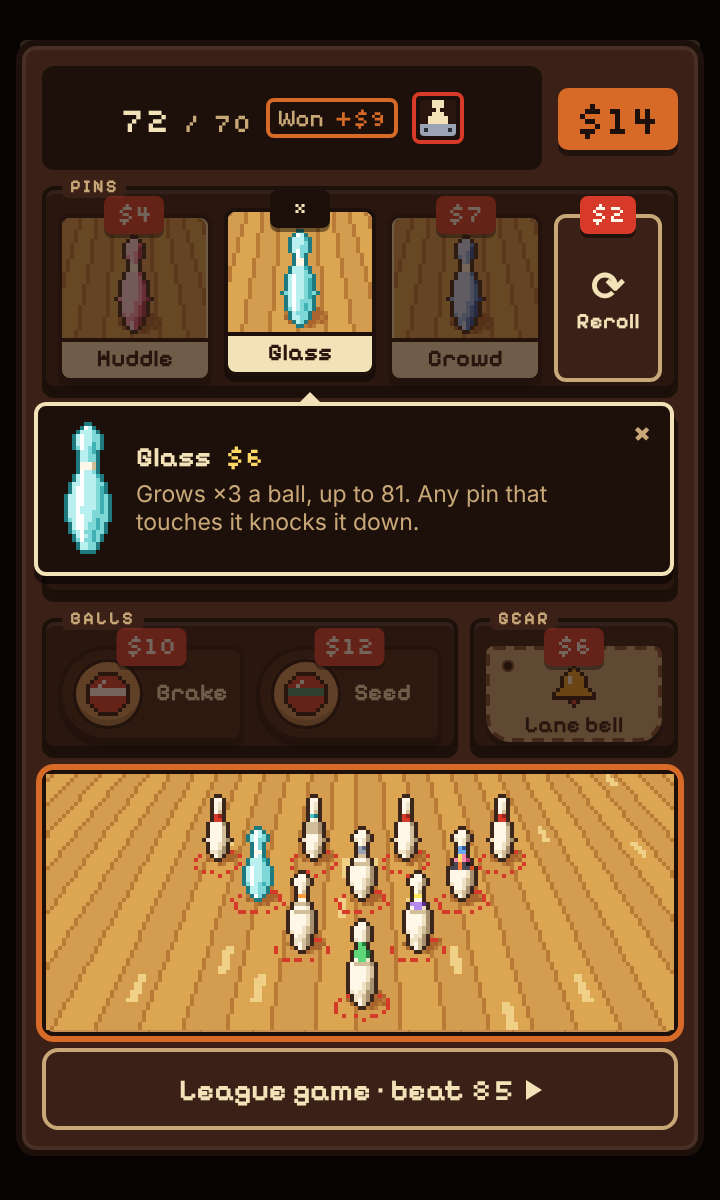 72 / 70 Won +$9 $14
PINS
$4 × $7 $2
Huddle Glass Crowd Reroll
Glass $6 ×
Grows ×3 a ball, up to 81. Any pin that
touches it knocks it down.
BALLS GEAR
$10 $12 $6
Brake Seed Lane bell
League game · beat 85 ▶